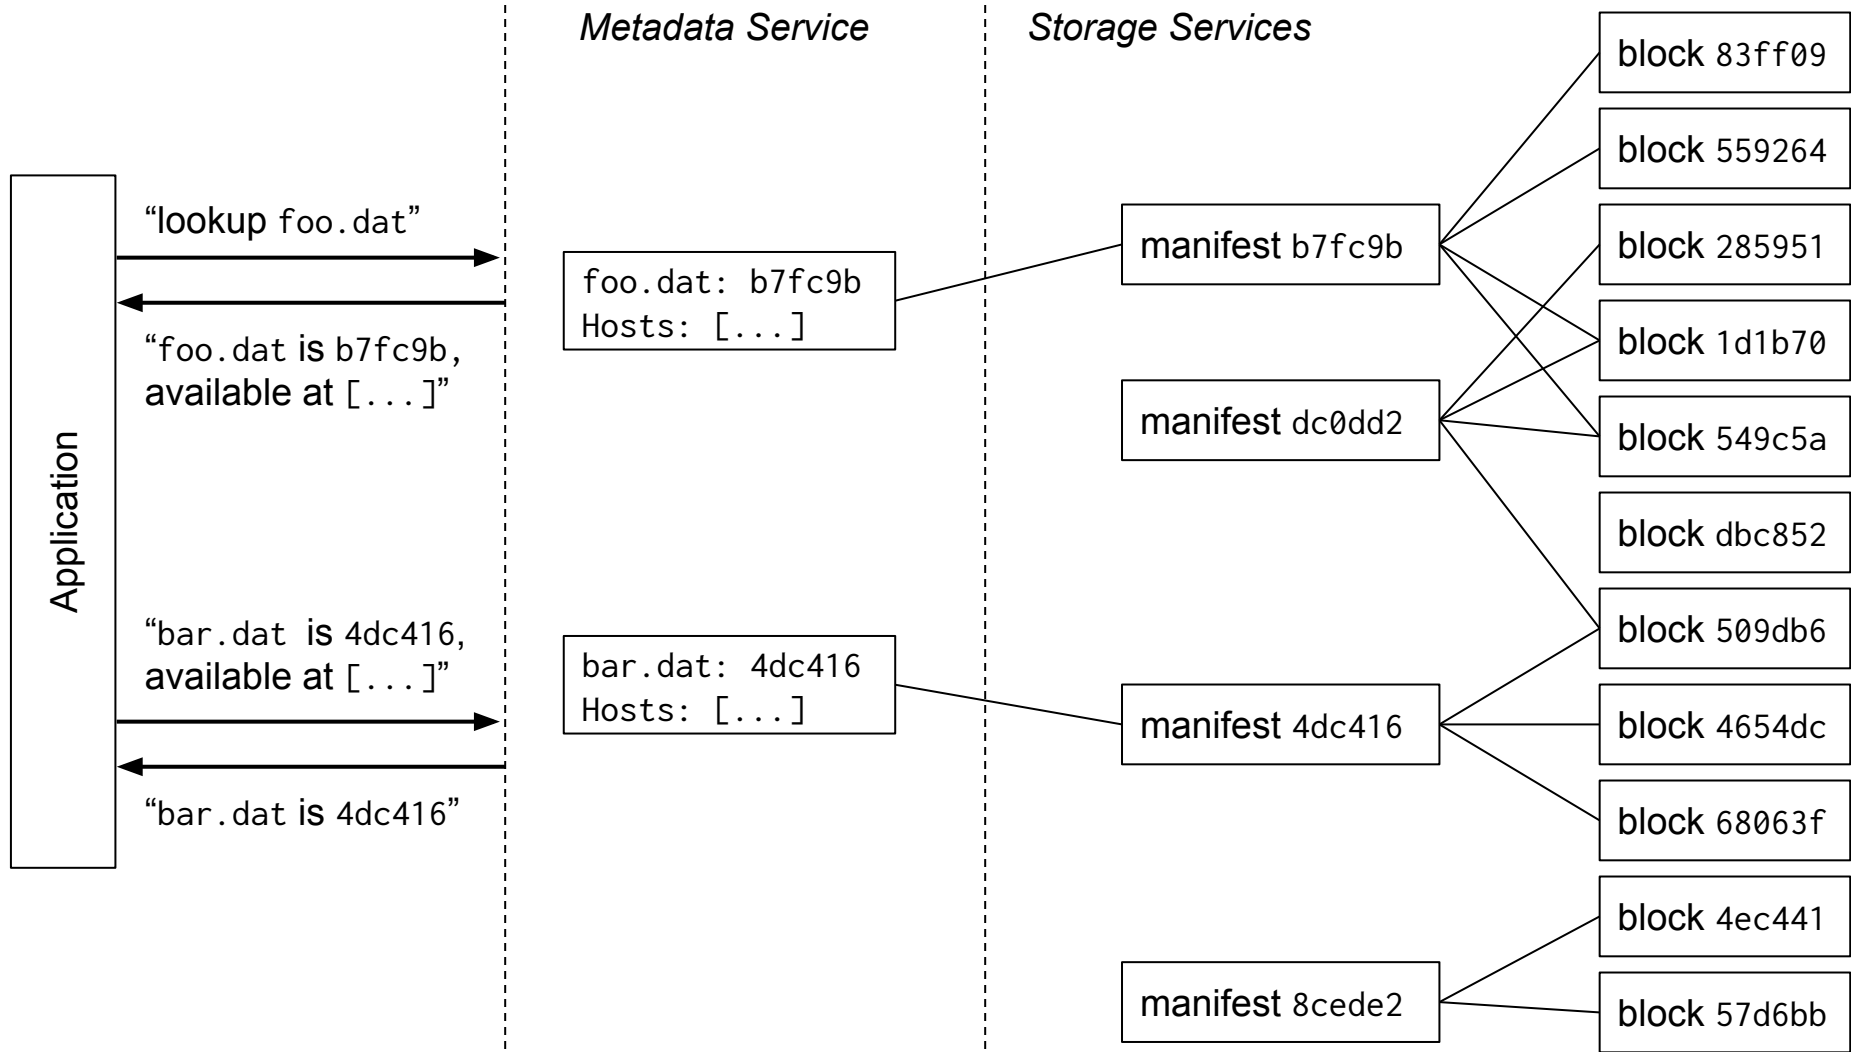 Metadata Service
Storage Services
Application
“lookup foo.dat”
“foo.dat is b7fc9b,
available at [...]”
“bar.dat is 4dc416,
available at [...]”
“bar.dat is 4dc416”
foo.dat: b7fc9b
Hosts: [...]
bar.dat: 4dc416
Hosts: [...]
manifest b7fc9b
manifest dc0dd2
manifest 4dc416
manifest 8cede2
block 83ff09
block 559264
block 285951
block 1d1b70
block 549c5a
block dbc852
block 509db6
block 4654dc
block 68063f
block 4ec441
block 57d6bb